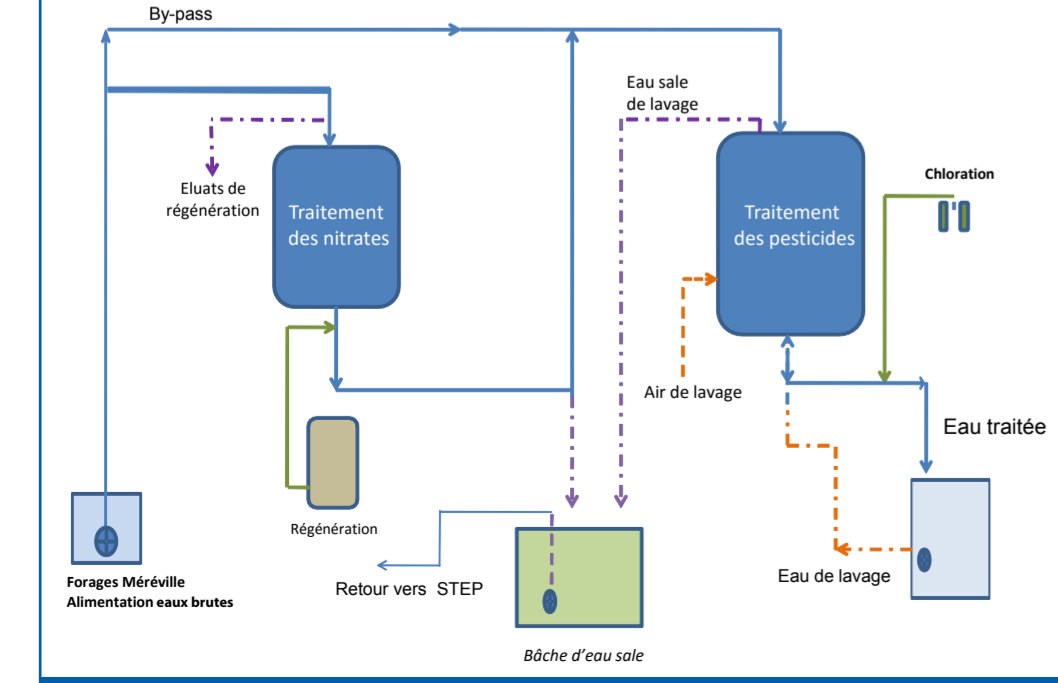 By-pass
Eau sale
de lavage
Eluats de
régénération
Traitement
des nitrates
Traitement
des pesticides
Chloration
Air de lavage
Eau traitée
Régénération
Forages Méréville
Alimentation eaux brutes
Retour vers STEP
Eau de lavage
Bâche d'eau sale